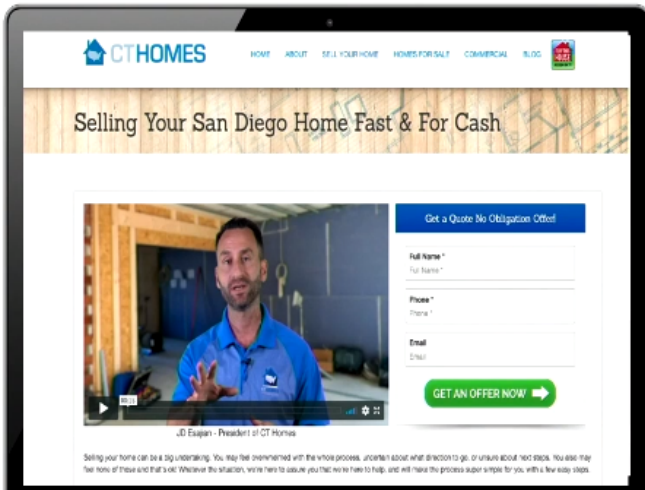 CTHOMES
HOME ABOUT SELL YOUR HOME HOMES FOR SALE COMMERCIAL BLOG
Selling Your San Diego Home Fast & For Cash
Get a Quote No Obligation Offer!
Full Name *
Full Name *
Phone *
Phone *
Email
Email
GET AN OFFER NOW
JD Esajian - President of CT Homes
Selling your home can be a big undertaking. You may feel overwhelmed with the whole process, uncertain about what direction to go, or unsure about next steps. You also may
feel none of these and that's ok! Whatever the situation, we're here to assure you that we're here to help, and will make the process super simple for you with a few easy steps.